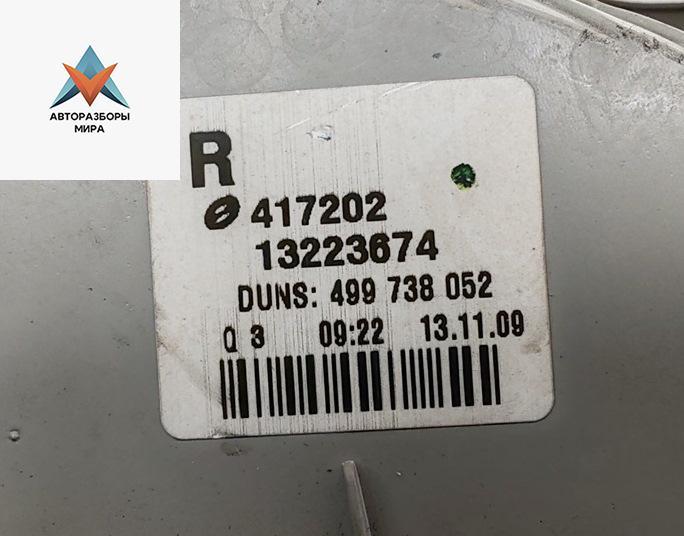 АВТОРАЗБОРЫ
МИРА
R
417202
13223674
DUNS: 499 738 052
Q 3 09:22 13.11.09